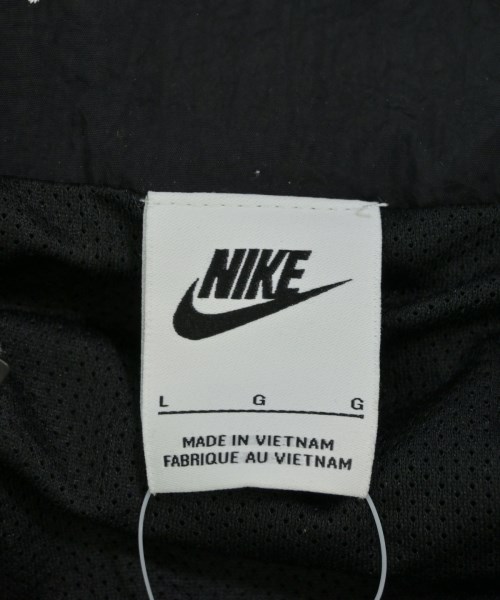 NIKE
L G G
MADE IN VIETNAM
FABRIQUE AU VIETNAM